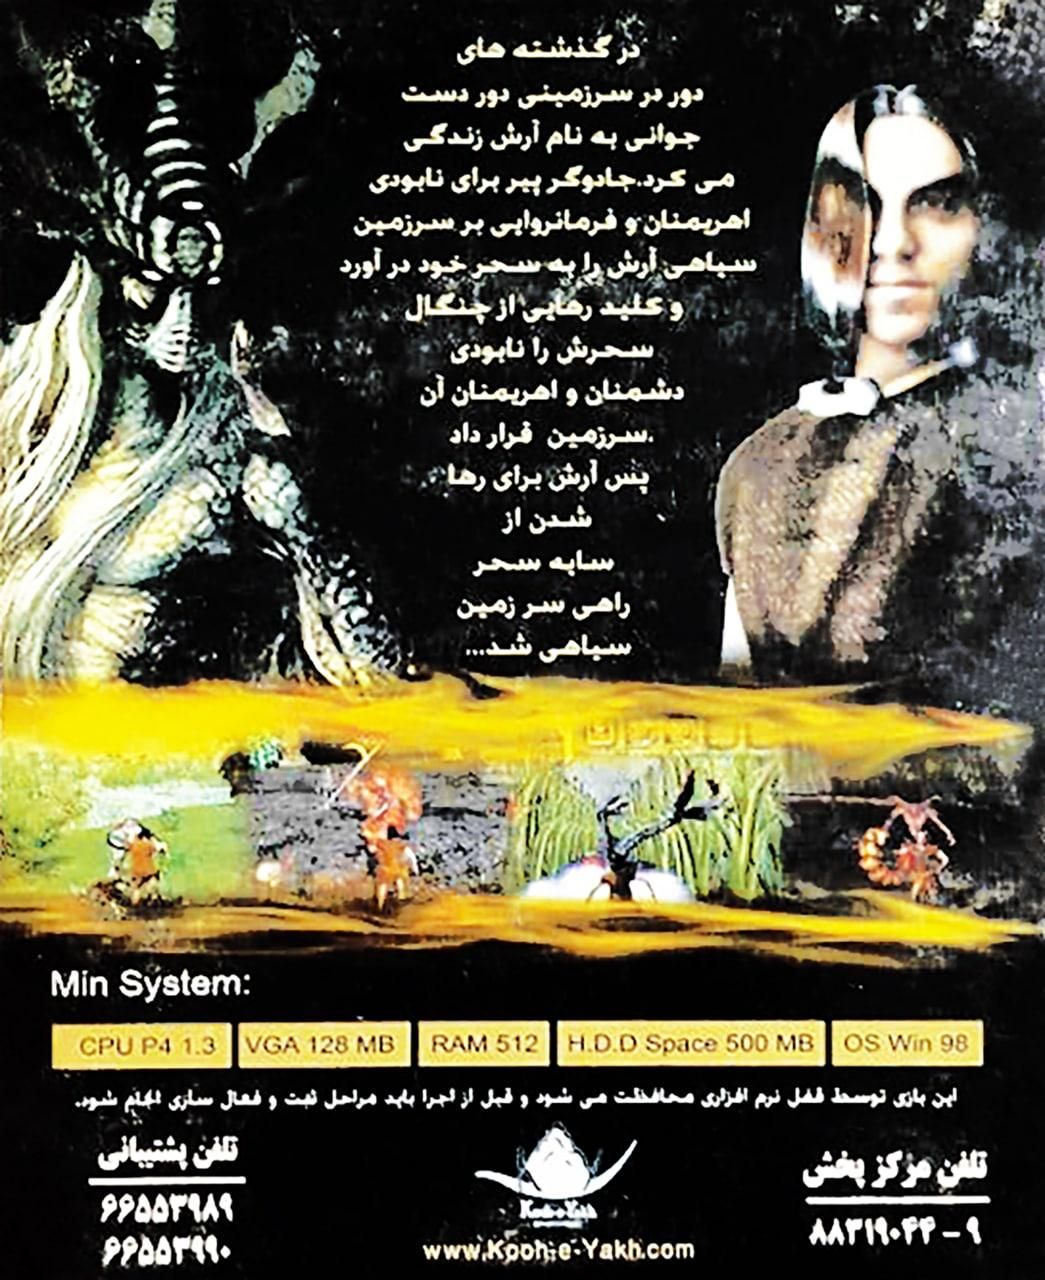 در گذشته های
دور در سرزمینی دور دست
جوانی به نام آرش زندگی
می کرد.جادوگر پیر برای نابودی
اهریمنان و فرمانروایی بر سرزمین
سیاهی آرش را به سحر خود در آورد
و کلید رهایی از چنگال
سحرش را نابودی
دشمنان و اهریمنان آن
سرزمین قرار داد.
پس آرش برای رها
شدن از
سایه سحر
راهی سر زمین
سیاهی شد...
Min System:
CPU P4 1.3 VGA 128 MB RAM 512 H.D.D Space 500 MB OS Win 98
این بازی توسط قفل نرم افزاری محافظت می شود و قبل از اجرا باید مراحل ثبت و فعال سازی انجام شود.
تلفن مرکز پخش
۸۸۳۱۹۰۴۴ - ۹
Kooh-e-Yakh
www.Kooh-e-Yakh.com
تلفن پشتیبانی
۶۶۵۵۳۹۸۹
۶۶۵۵۳۹۹۰